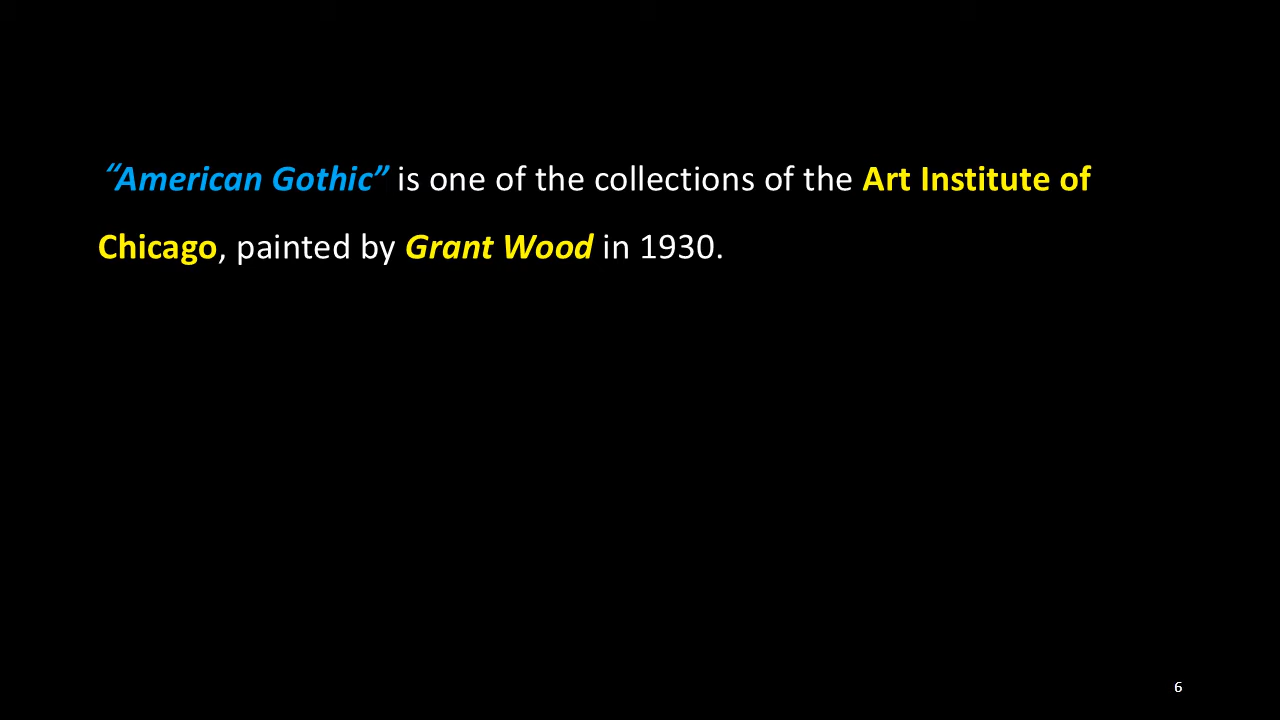 “American Gothic” is one of the collections of the Art Institute of
Chicago, painted by Grant Wood in 1930.
6